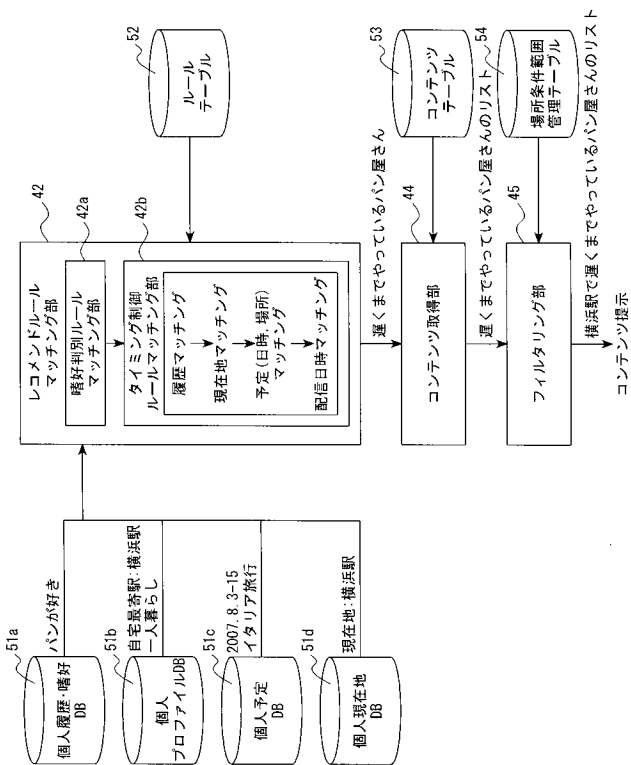 51a
個人履歴・嗜好
DB
パンが好き
51b
個人
プロファイルDB
自宅最寄駅:横浜駅
一人暮らし
51c
個人予定
DB
2007.8.3-15
イタリア旅行
51d
個人現在地
DB
現在地:横浜駅
42
レコメンドルール
マッチング部
42a
嗜好判別ルール
マッチング部
42b
タイミング制御
ルールマッチング部
履歴マッチング
現在地マッチング
予定(日時、場所)
マッチング
配信日時マッチング
52
ルール
テーブル
遅くまでやっているパン屋さん
44
コンテンツ取得部
53
コンテンツ
テーブル
遅くまでやっているパン屋さんのリスト
45
フィルタリング部
54
場所条件範囲
管理テーブル
横浜駅で遅くまでやっているパン屋さんのリスト
コンテンツ提示